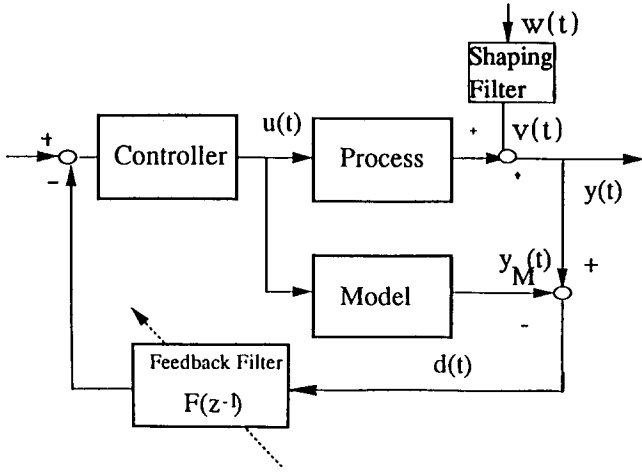 w(t)
Shaping
Filter
+
u(t)
+
v(t)
Controller
Process
-
+
y(t)
y_M(t)
+
Model
-
Feedback Filter
d(t)
F(z⁻¹)